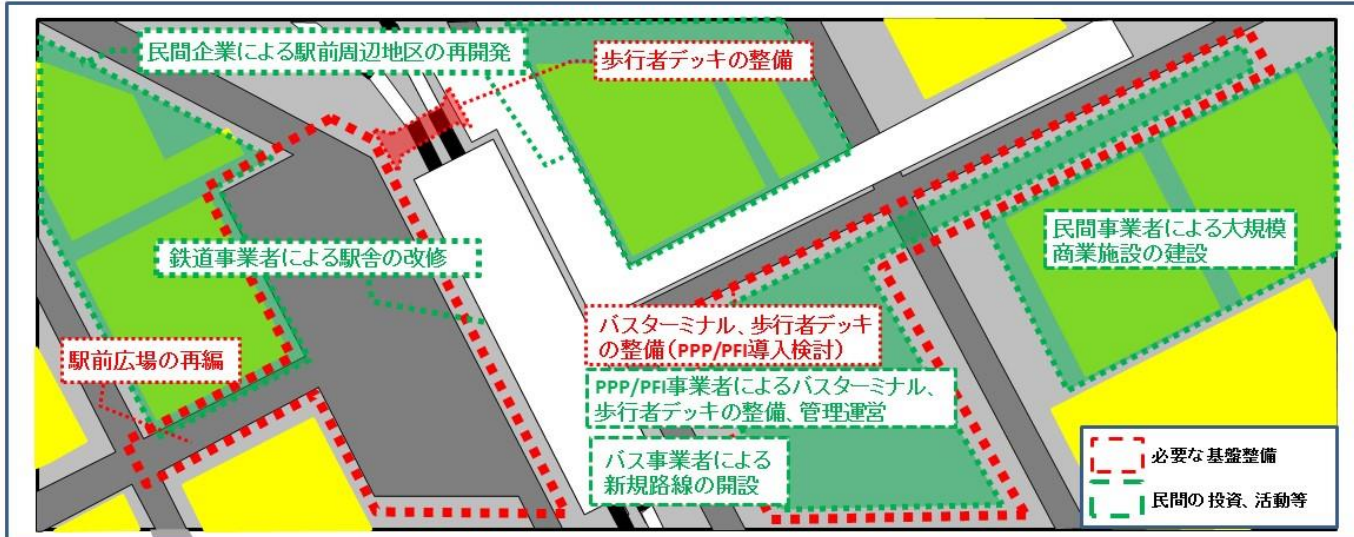 民間企業による駅前周辺地区の再開発
歩行者デッキの整備
民間事業者による大規模
商業施設の建設
鉄道事業者による駅舎の改修
バスターミナル、歩行者デッキ
の整備(PPP/PFI導入検討)
駅前広場の再編
PPP/PFI事業者によるバスターミナル、
歩行者デッキの整備、管理運営
バス事業者による
新規路線の開設
必要な基盤整備
民間の投資、活動等